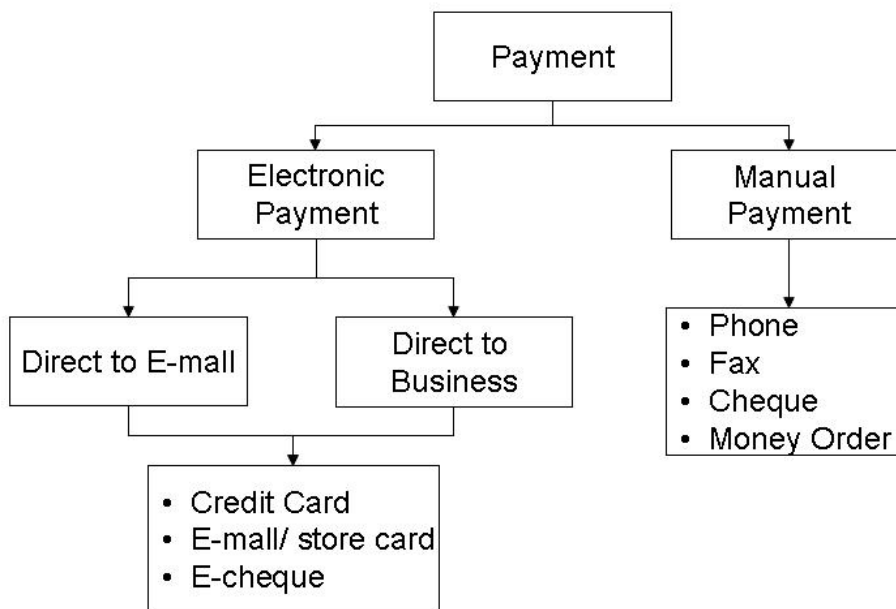 Payment
Electronic
Payment
Manual
Payment
Direct to E-mall
Direct to
Business
• Phone
• Fax
• Cheque
• Money Order
• Credit Card
• E-mall/ store card
• E-cheque